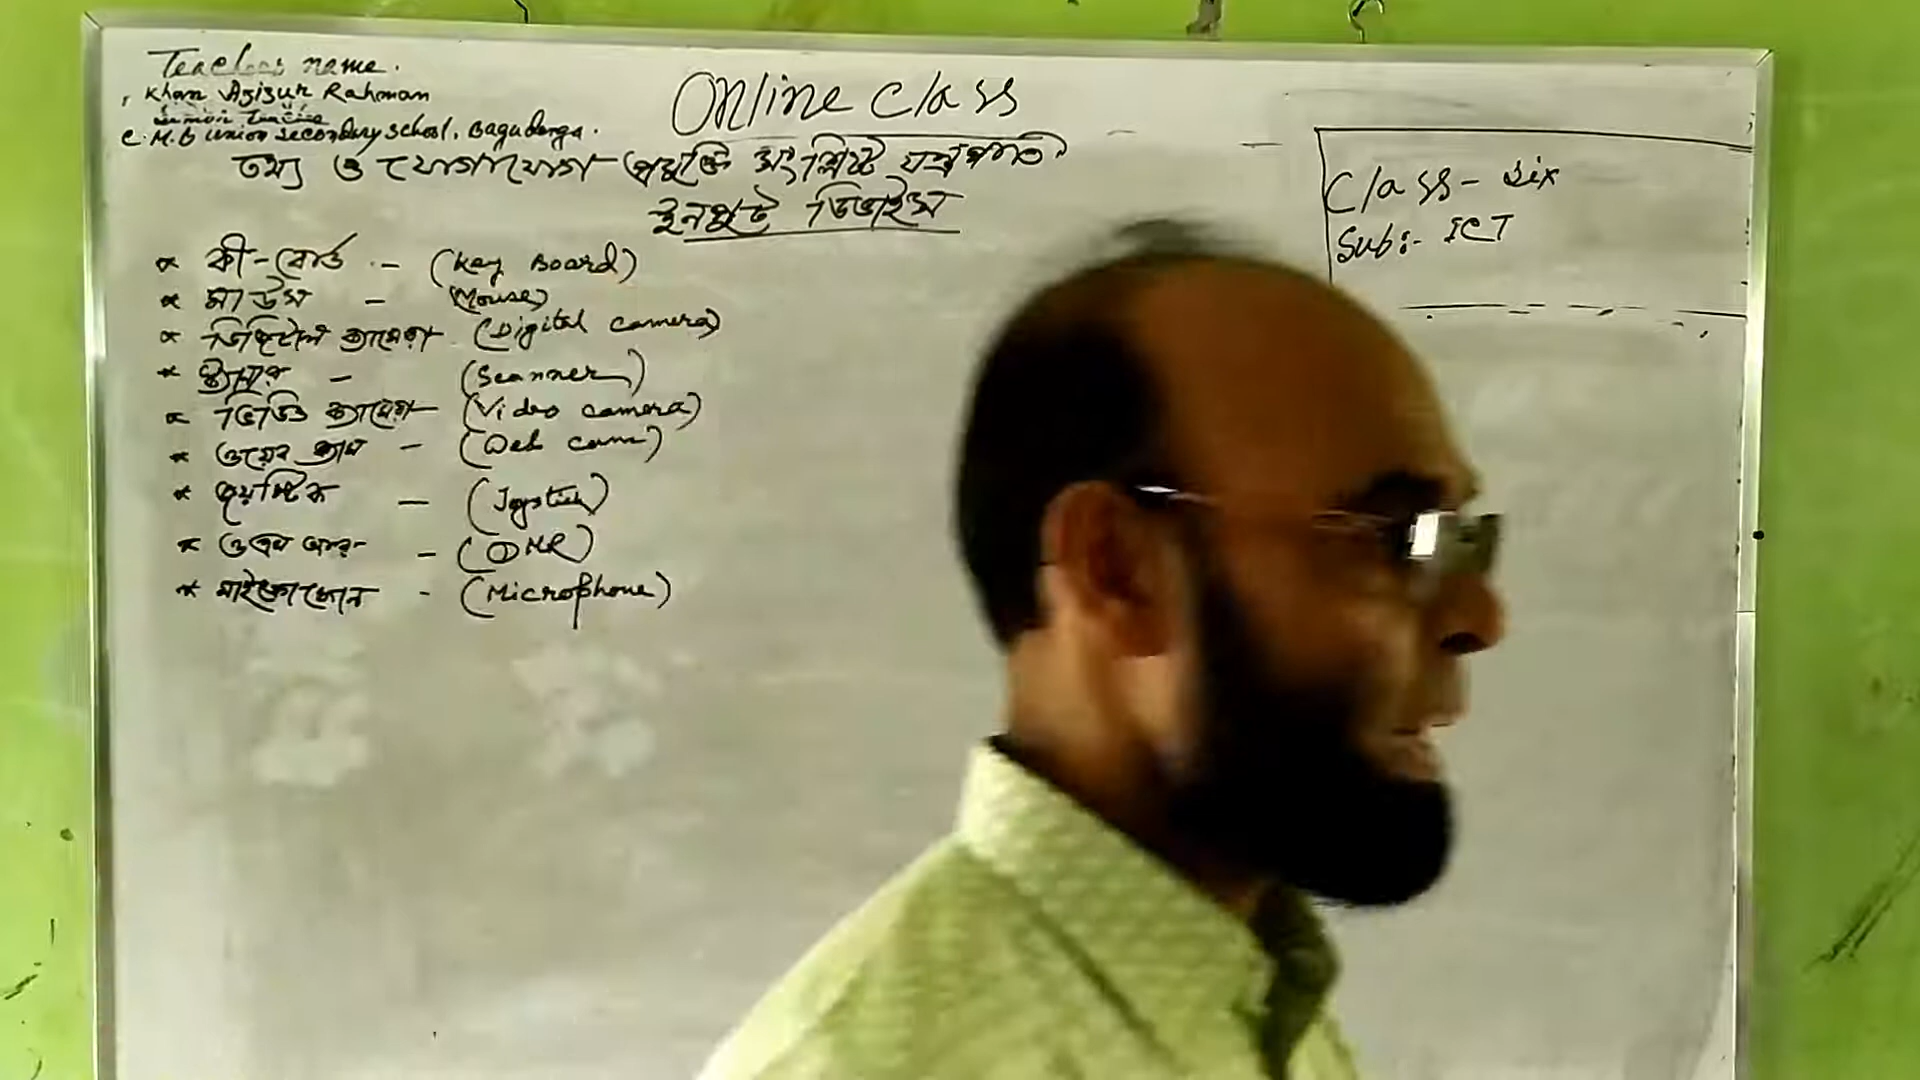 Teacher name.
Khan Azizur Rahman
Senior Teacher
C.M.B Union Secondary School, Bagudanga.
Online Class
তথ্য ও যোগাযোগ প্রযুক্তি সংশ্লিষ্ট যন্ত্রপাতি
ইনপুট ডিভাইস
Class- Six
Sub:- ICT
* কী-বোর্ড - (Key Board)
* মাউস - (Mouse)
* ডিজিটাল ক্যামেরা - (Digital camera)
* স্ক্যানার - (Scanner)
* ভিডিও ক্যামেরা - (Video camera)
* ওয়েব ক্যাম - (Web cam)
* জয়স্টিক - (Joystick)
* ওএমআর - (OMR)
* মাইক্রোফোন - (Microphone)